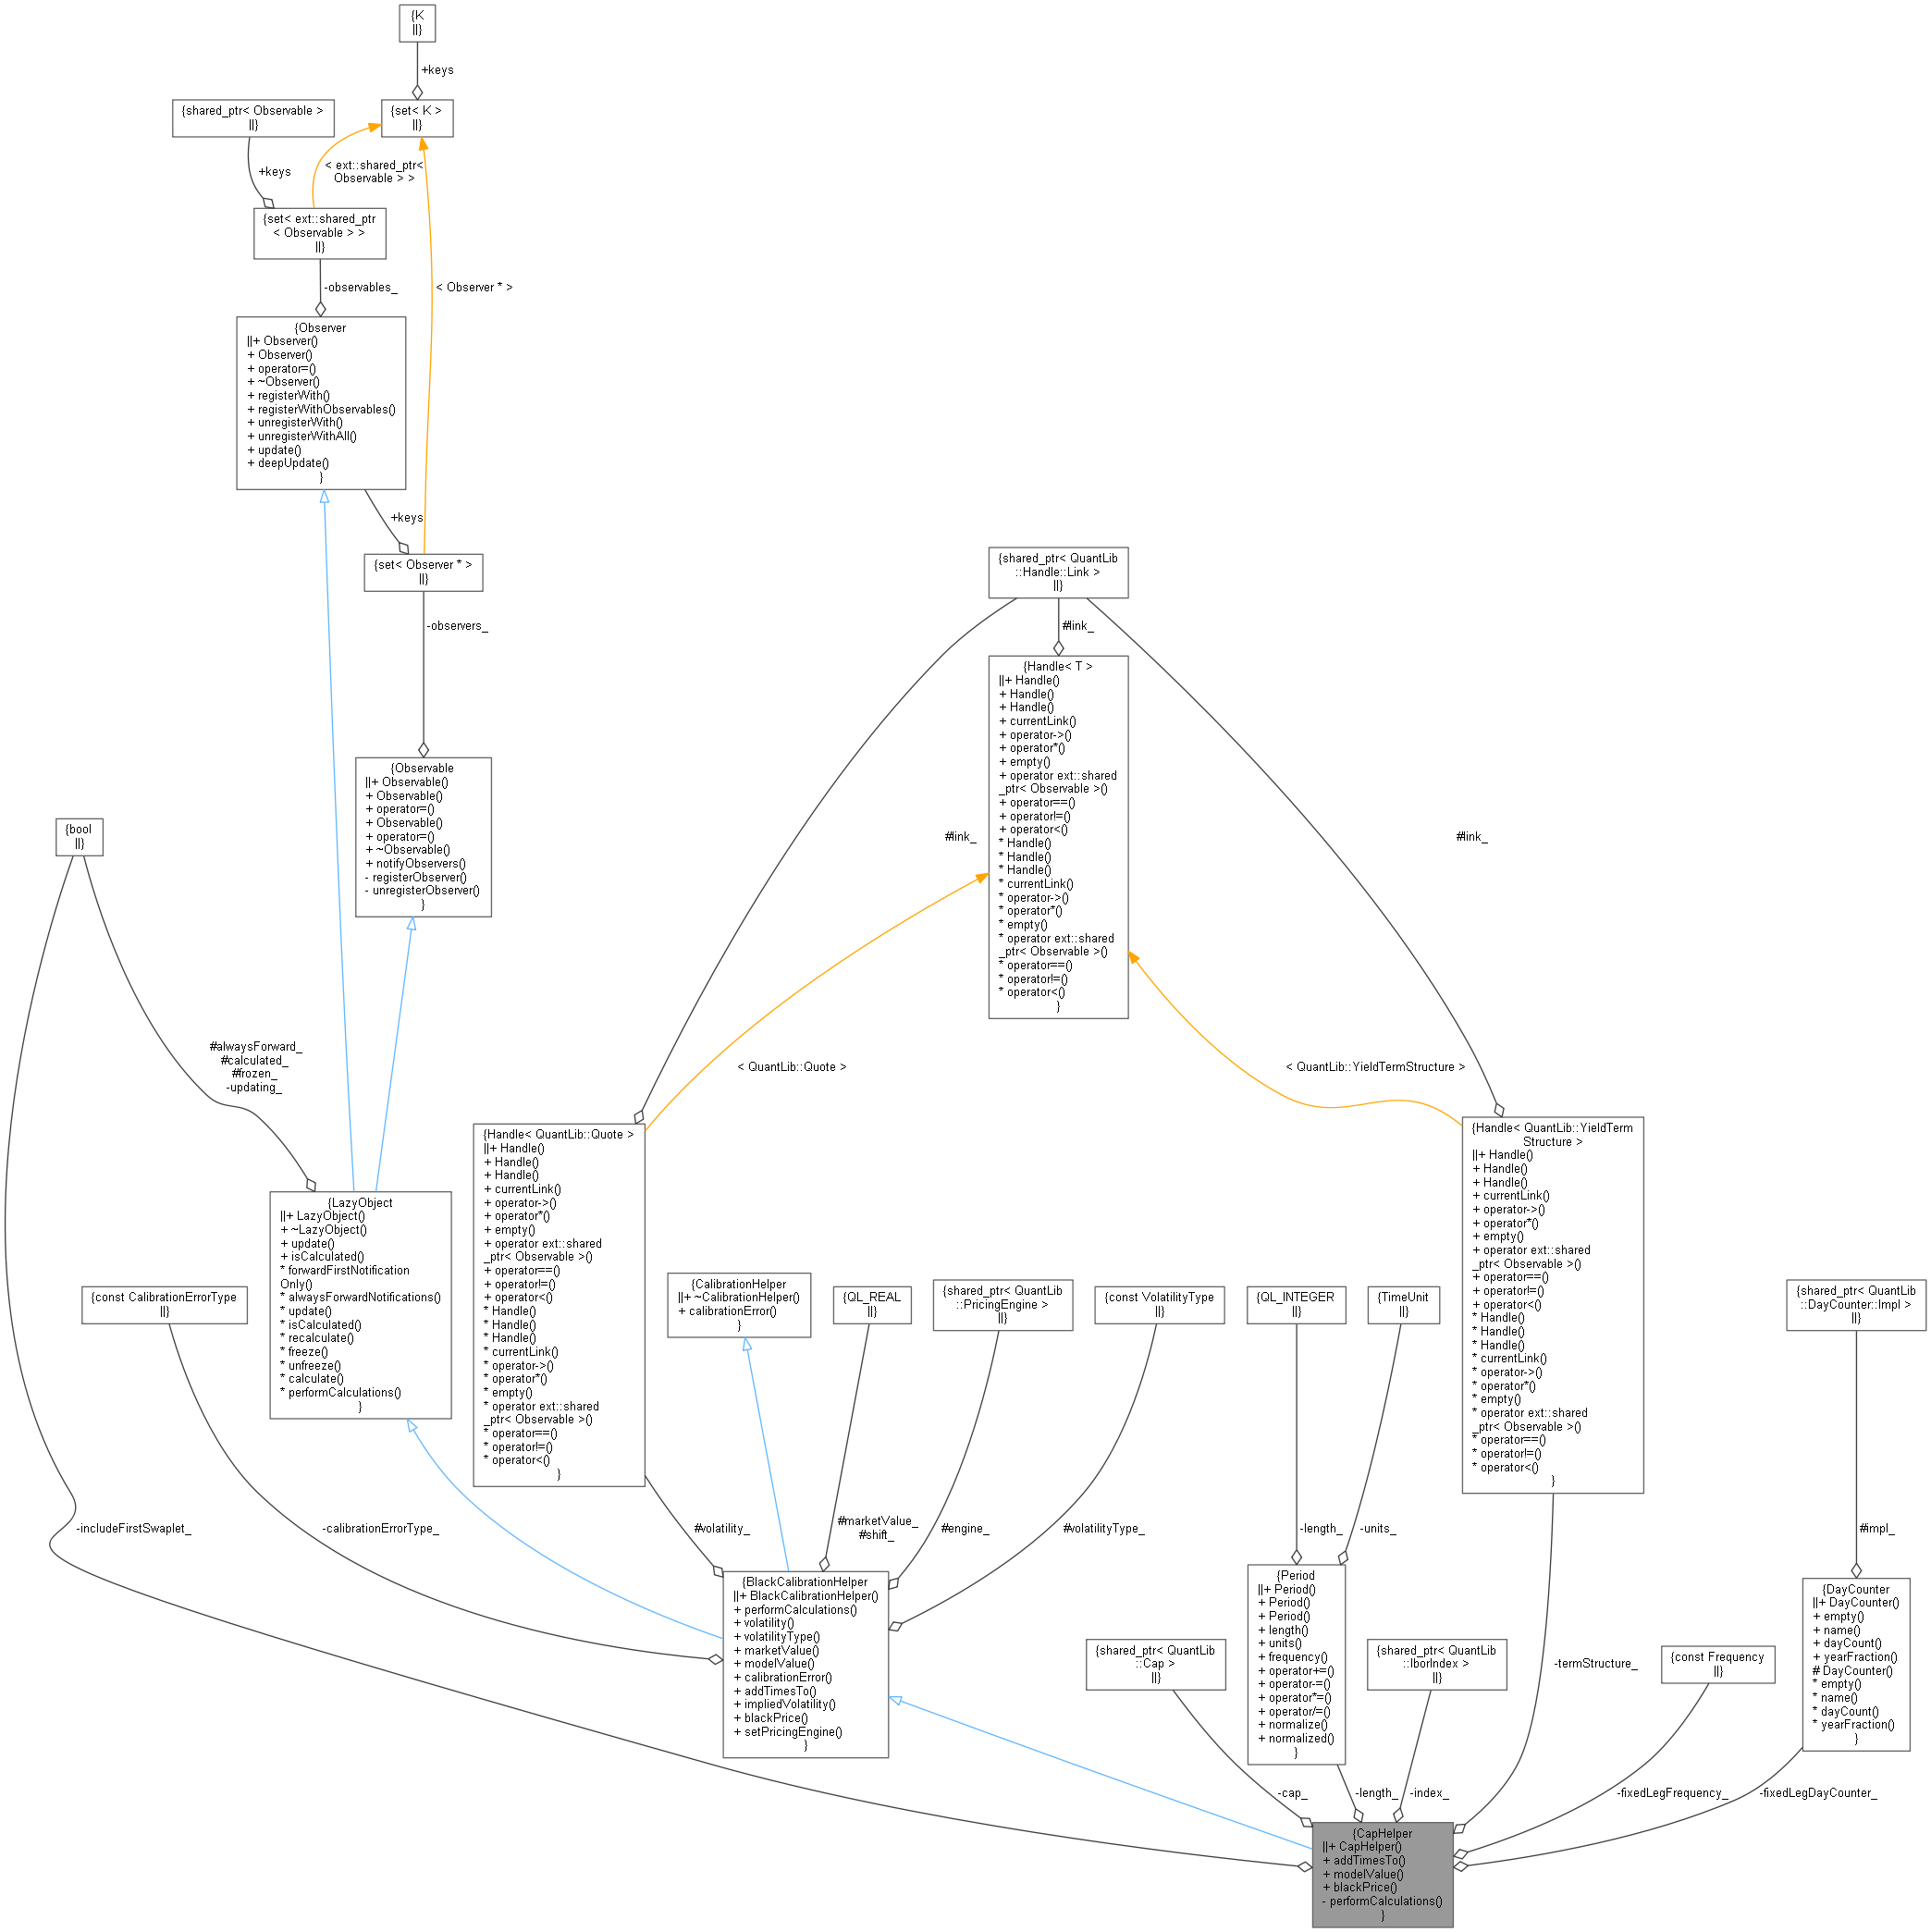 {K
||}
+keys
{shared_ptr< Observable >
||}
{set< K >
||}
+keys
< ext::shared_ptr<
Observable > >
{set< ext::shared_ptr
< Observable > >
||}
-observables_
< Observer * >
{Observer
||+ Observer()
+ Observer()
+ operator=()
+ ~Observer()
+ registerWith()
+ registerWithObservables()
+ unregisterWith()
+ unregisterWithAll()
+ update()
+ deepUpdate()
}
+keys
{set< Observer * >
||}
-observers_
{shared_ptr< QuantLib
::Handle::Link >
||}
#link_
{Handle< T >
||+ Handle()
+ Handle()
+ Handle()
+ currentLink()
+ operator->()
+ operator*()
+ empty()
+ operator ext::shared
_ptr< Observable >()
+ operator==()
+ operator!=()
+ operator<()
* Handle()
* Handle()
* Handle()
* currentLink()
* operator->()
* operator*()
* empty()
* operator ext::shared
_ptr< Observable >()
* operator==()
* operator!=()
* operator<()
}
{Observable
||+ Observable()
+ Observable()
+ operator=()
+ Observable()
+ operator=()
+ ~Observable()
+ notifyObservers()
- registerObserver()
- unregisterObserver()
}
{bool
||}
#link_
#link_
#alwaysForward_
#calculated_
#frozen_
-updating_
< QuantLib::Quote >
< QuantLib::YieldTermStructure >
{LazyObject
||+ LazyObject()
+ ~LazyObject()
+ update()
+ isCalculated()
* forwardFirstNotification
Only()
* alwaysForwardNotifications()
* update()
* isCalculated()
* recalculate()
* freeze()
* unfreeze()
* calculate()
* performCalculations()
}
{Handle< QuantLib::Quote >
||+ Handle()
+ Handle()
+ Handle()
+ currentLink()
+ operator->()
+ operator*()
+ empty()
+ operator ext::shared
_ptr< Observable >()
+ operator==()
+ operator!=()
+ operator<()
* Handle()
* Handle()
* Handle()
* currentLink()
* operator->()
* operator*()
* empty()
* operator ext::shared
_ptr< Observable >()
* operator==()
* operator!=()
* operator<()
}
{Handle< QuantLib::YieldTerm
Structure >
||+ Handle()
+ Handle()
+ Handle()
+ currentLink()
+ operator->()
+ operator*()
+ empty()
+ operator ext::shared
_ptr< Observable >()
+ operator==()
+ operator!=()
+ operator<()
* Handle()
* Handle()
* Handle()
* currentLink()
* operator->()
* operator*()
* empty()
* operator ext::shared
_ptr< Observable >()
* operator==()
* operator!=()
* operator<()
}
{const CalibrationErrorType
||}
{CalibrationHelper
||+ ~CalibrationHelper()
+ calibrationError()
}
{QL_REAL
||}
{shared_ptr< QuantLib
::PricingEngine >
||}
{const VolatilityType
||}
{QL_INTEGER
||}
{TimeUnit
||}
{shared_ptr< QuantLib
::DayCounter::Impl >
||}
-includeFirstSwaplet_
-calibrationErrorType_
#volatility_
#marketValue_
#shift_
#engine_
#volatilityType_
-length_
-units_
#impl_
{BlackCalibrationHelper
||+ BlackCalibrationHelper()
+ performCalculations()
+ volatility()
+ volatilityType()
+ marketValue()
+ modelValue()
+ calibrationError()
+ addTimesTo()
+ impliedVolatility()
+ blackPrice()
+ setPricingEngine()
}
{shared_ptr< QuantLib
::Cap >
||}
{Period
||+ Period()
+ Period()
+ Period()
+ length()
+ units()
+ frequency()
+ operator+=()
+ operator-=()
+ operator*=()
+ operator/=()
+ normalize()
+ normalized()
}
{shared_ptr< QuantLib
::IborIndex >
||}
-termStructure_
{const Frequency
||}
{DayCounter
||+ DayCounter()
+ empty()
+ name()
+ dayCount()
+ yearFraction()
# DayCounter()
* empty()
* name()
* dayCount()
* yearFraction()
}
-cap_
-length_
-index_
-fixedLegFrequency_
-fixedLegDayCounter_
{CapHelper
||+ CapHelper()
+ addTimesTo()
+ modelValue()
+ blackPrice()
- performCalculations()
}